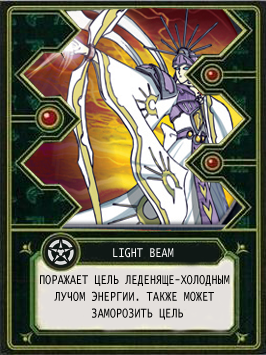 LIGHT BEAM
ПОРАЖАЕТ ЦЕЛЬ ЛЕДЕНЯЩЕ-ХОЛОДНЫМ
ЛУЧОМ ЭНЕРГИИ. ТАКЖЕ МОЖЕТ
ЗАМОРОЗИТЬ ЦЕЛЬ